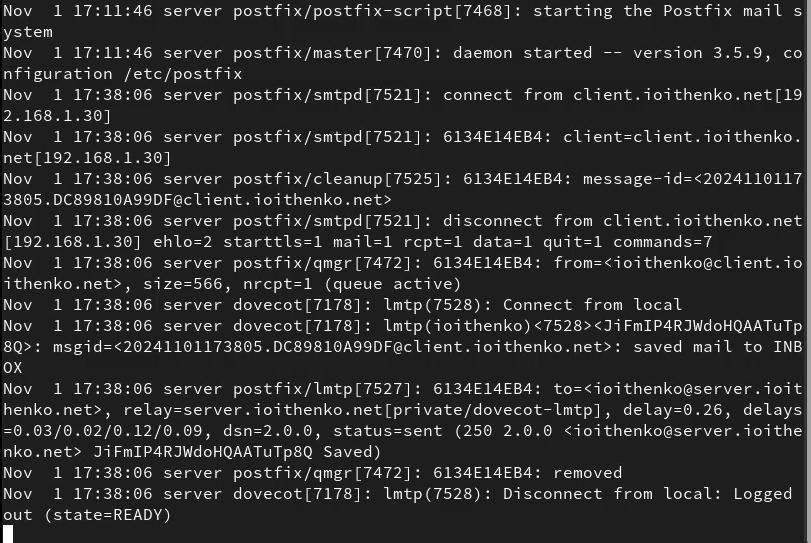 Nov  1 17:11:46 server postfix/postfix-script[7468]: starting the Postfix mail s
ystem
Nov  1 17:11:46 server postfix/master[7470]: daemon started -- version 3.5.9, co
nfiguration /etc/postfix
Nov  1 17:38:06 server postfix/smtpd[7521]: connect from client.ioithenko.net[19
2.168.1.30]
Nov  1 17:38:06 server postfix/smtpd[7521]: 6134E14EB4: client=client.ioithenko.
net[192.168.1.30]
Nov  1 17:38:06 server postfix/cleanup[7525]: 6134E14EB4: message-id=<2024110117
3805.DC89810A99DF@client.ioithenko.net>
Nov  1 17:38:06 server postfix/smtpd[7521]: disconnect from client.ioithenko.net
[192.168.1.30] ehlo=2 starttls=1 mail=1 rcpt=1 data=1 quit=1 commands=7
Nov  1 17:38:06 server postfix/qmgr[7472]: 6134E14EB4: from=<ioithenko@client.io
ithenko.net>, size=566, nrcpt=1 (queue active)
Nov  1 17:38:06 server dovecot[7178]: lmtp(7528): Connect from local
Nov  1 17:38:06 server dovecot[7178]: lmtp(ioithenko)<7528><JiFmIP4RJWdoHQAATuTp
8Q>: msgid=<20241101173805.DC89810A99DF@client.ioithenko.net>: saved mail to INB
OX
Nov  1 17:38:06 server postfix/lmtp[7527]: 6134E14EB4: to=<ioithenko@server.ioit
henko.net>, relay=server.ioithenko.net[private/dovecot-lmtp], delay=0.26, delays
=0.03/0.02/0.12/0.09, dsn=2.0.0, status=sent (250 2.0.0 <ioithenko@server.ioithe
nko.net> JiFmIP4RJWdoHQAATuTp8Q Saved)
Nov  1 17:38:06 server postfix/qmgr[7472]: 6134E14EB4: removed
Nov  1 17:38:06 server dovecot[7178]: lmtp(7528): Disconnect from local: Logged
out (state=READY)